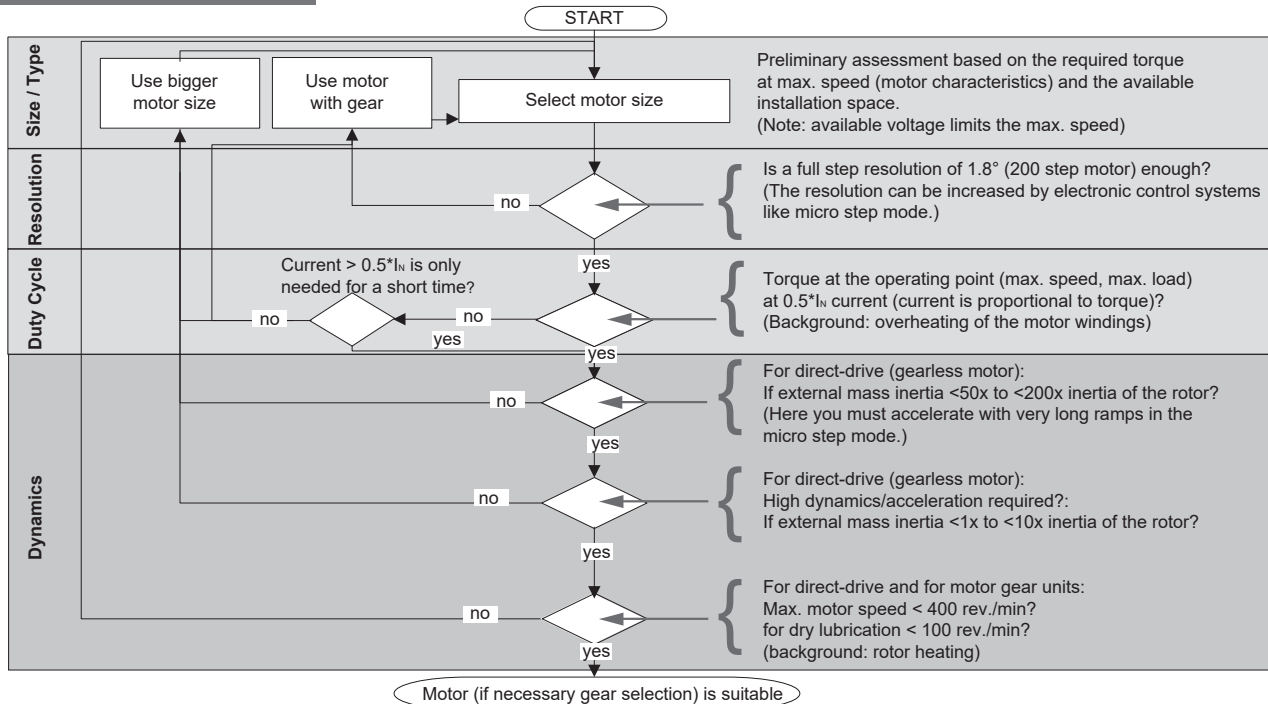 START
Size / Type
Use bigger
motor size
Use motor
with gear
Select motor size
Preliminary assessment based on the required torque
at max. speed (motor characteristics) and the available
installation space.
(Note: available voltage limits the max. speed)
Resolution
no
Is a full step resolution of 1.8° (200 step motor) enough?
(The resolution can be increased by electronic control systems
like micro step mode.)
yes
Duty Cycle
Current > 0.5*IN is only
needed for a short time?
no
no
yes
Torque at the operating point (max. speed, max. load)
at 0.5*IN current (current is proportional to torque)?
(Background: overheating of the motor windings)
yes
Dynamics
no
For direct-drive (gearless motor):
If external mass inertia <50x to <200x inertia of the rotor?
(Here you must accelerate with very long ramps in the
micro step mode.)
yes
no
For direct-drive (gearless motor):
High dynamics/acceleration required?:
If external mass inertia <1x to <10x inertia of the rotor?
yes
no
For direct-drive and for motor gear units:
Max. motor speed < 400 rev./min?
for dry lubrication < 100 rev./min?
(background: rotor heating)
yes
Motor (if necessary gear selection) is suitable